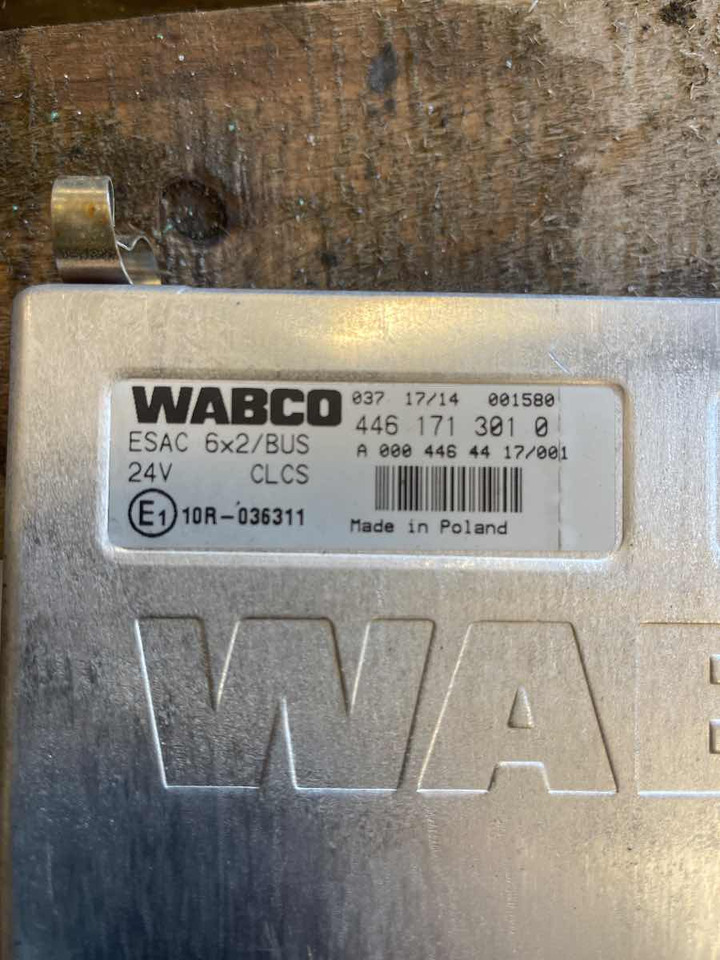 WABCO 037 17/14 001580
ESAC 6x2/BUS 446 171 301 0
A 000 446 44 17/001
24V CLCS
E1 10R-036311
Made in Poland
WAB